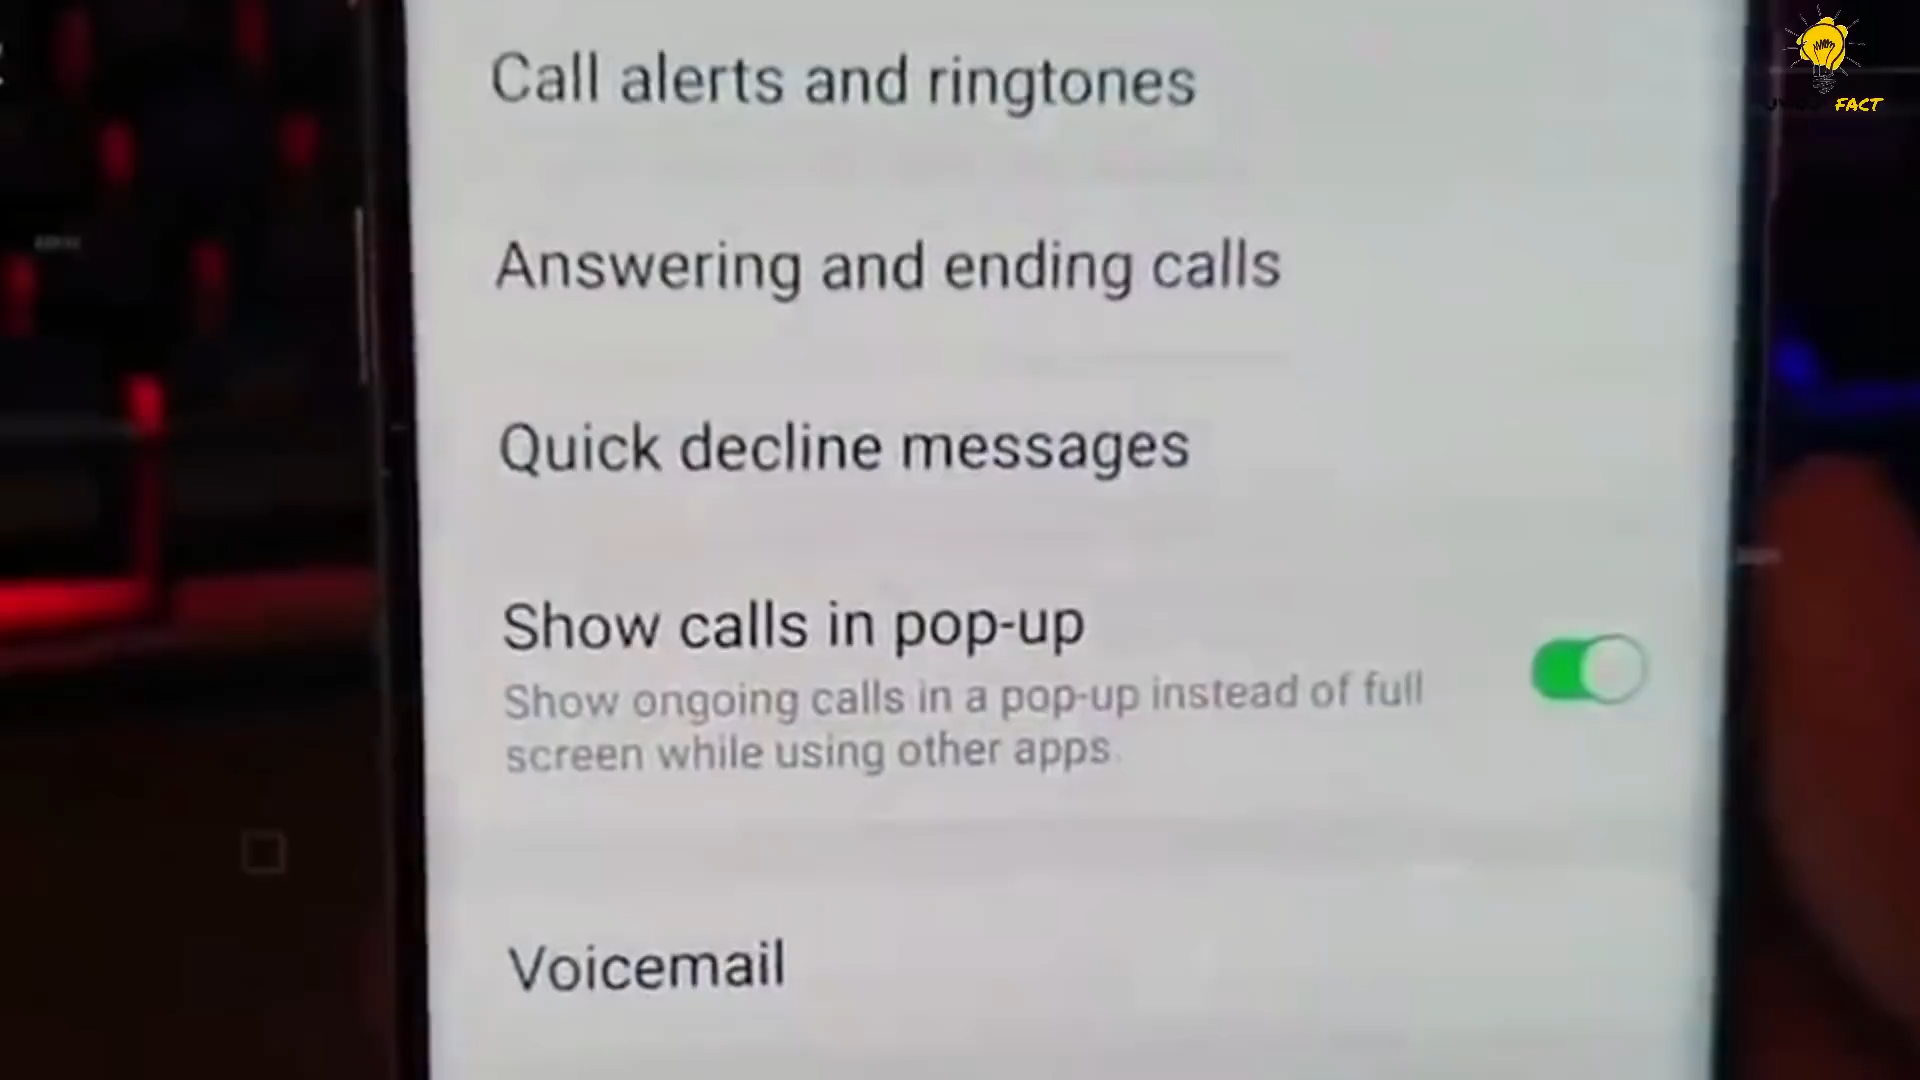 FACT
Call alerts and ringtones
Answering and ending calls
Quick decline messages
Show calls in pop-up
Show ongoing calls in a pop-up instead of full
screen while using other apps.
Voicemail